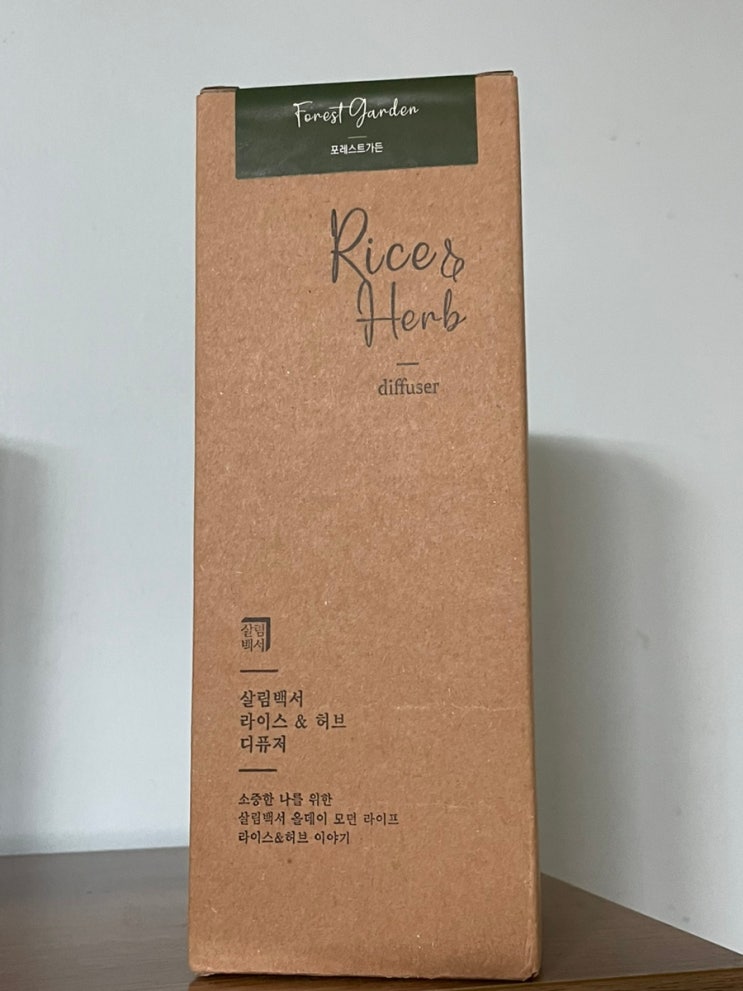 Forest Garden
포레스트가든
Rice &
Herb
diffuser
살림
백서
살림백서
라이스 & 허브
디퓨저
소중한 나를 위한
살림백서 올데이 모던 라이프
라이스&허브 이야기